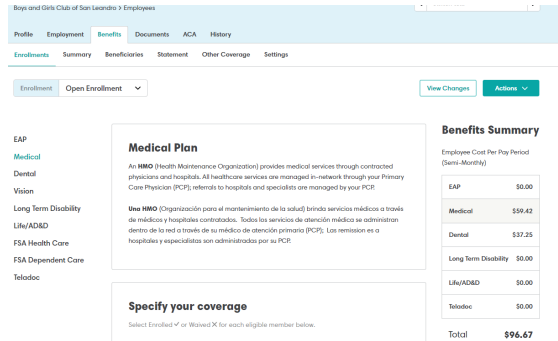 Boys and Girls Club of San Leandro > Employees
Profile Employment Benefits Documents ACA History
Enrollments Summary Beneficiaries Statement Other Coverage Settings
Enrollment Open Enrollment
View Changes Actions
EAP
Medical
Dental
Vision
Long Term Disability
Life/AD&D
FSA Health Care
FSA Dependent Care
Teladoc
Medical Plan
An HMO (Health Maintenance Organization) provides medical services through contracted
physicians and hospitals. All healthcare services are managed in-network through your Primary
Care Physician (PCP); referrals to hospitals and specialists are managed by your PCP.
Una HMO (Organización para el mantenimiento de la salud) brinda servicios médicos a través
de médicos y hospitales contratados. Todos los servicios de atención médica se administran
dentro de la red a través de su médico de atención primaria (PCP); Las remission es a
hospitales y especialistas son administradas por su PCP.
Specify your coverage
Select Enrolled ✓ or Waived ✕ for each eligible member below.
Benefits Summary
Employee Cost Per Pay Period
(Semi-Monthly)
EAP $0.00
Medical $59.42
Dental $37.25
Long Term Disability $0.00
Life/AD&D $0.00
Teladoc $0.00
Total $96.67